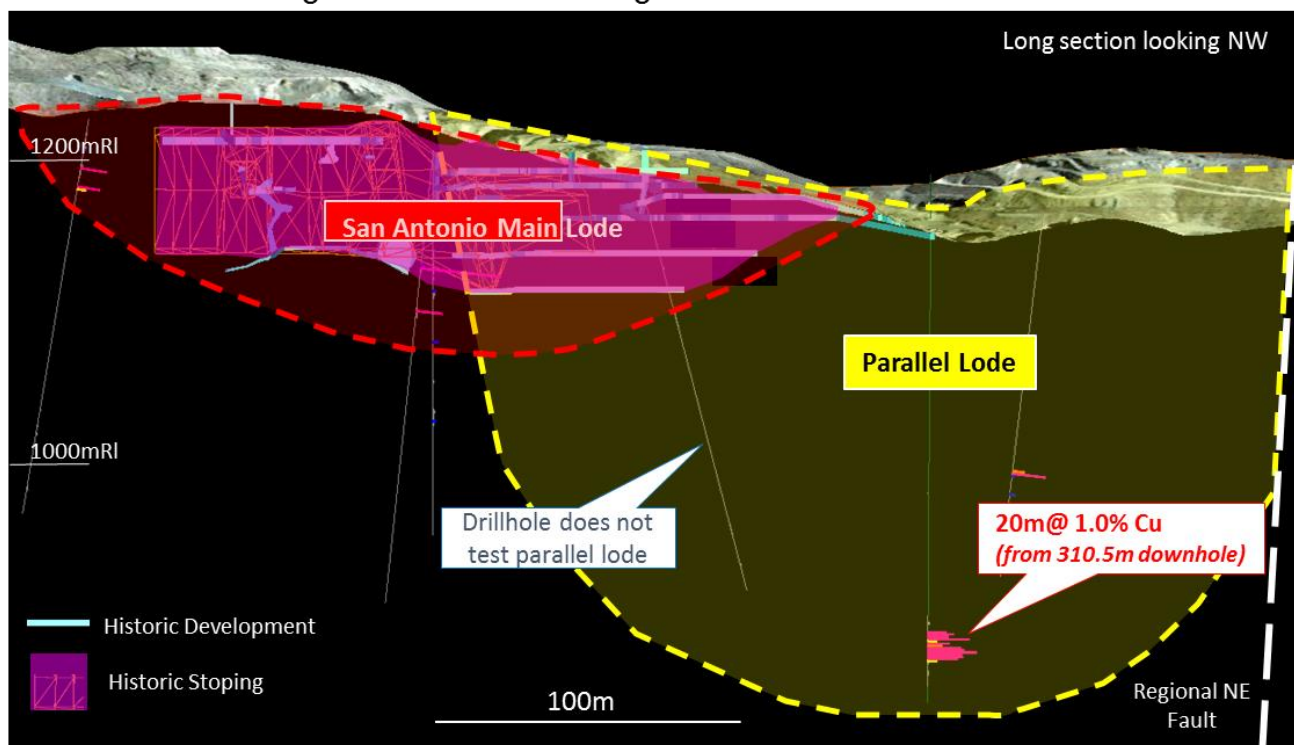 Long section looking NW
1200mRl
San Antonio Main Lode
Parallel Lode
1000mRl
Drillhole does not
test parallel lode
20m@ 1.0% Cu
(from 310.5m downhole)
Historic Development
Historic Stoping
100m
Regional NE
Fault